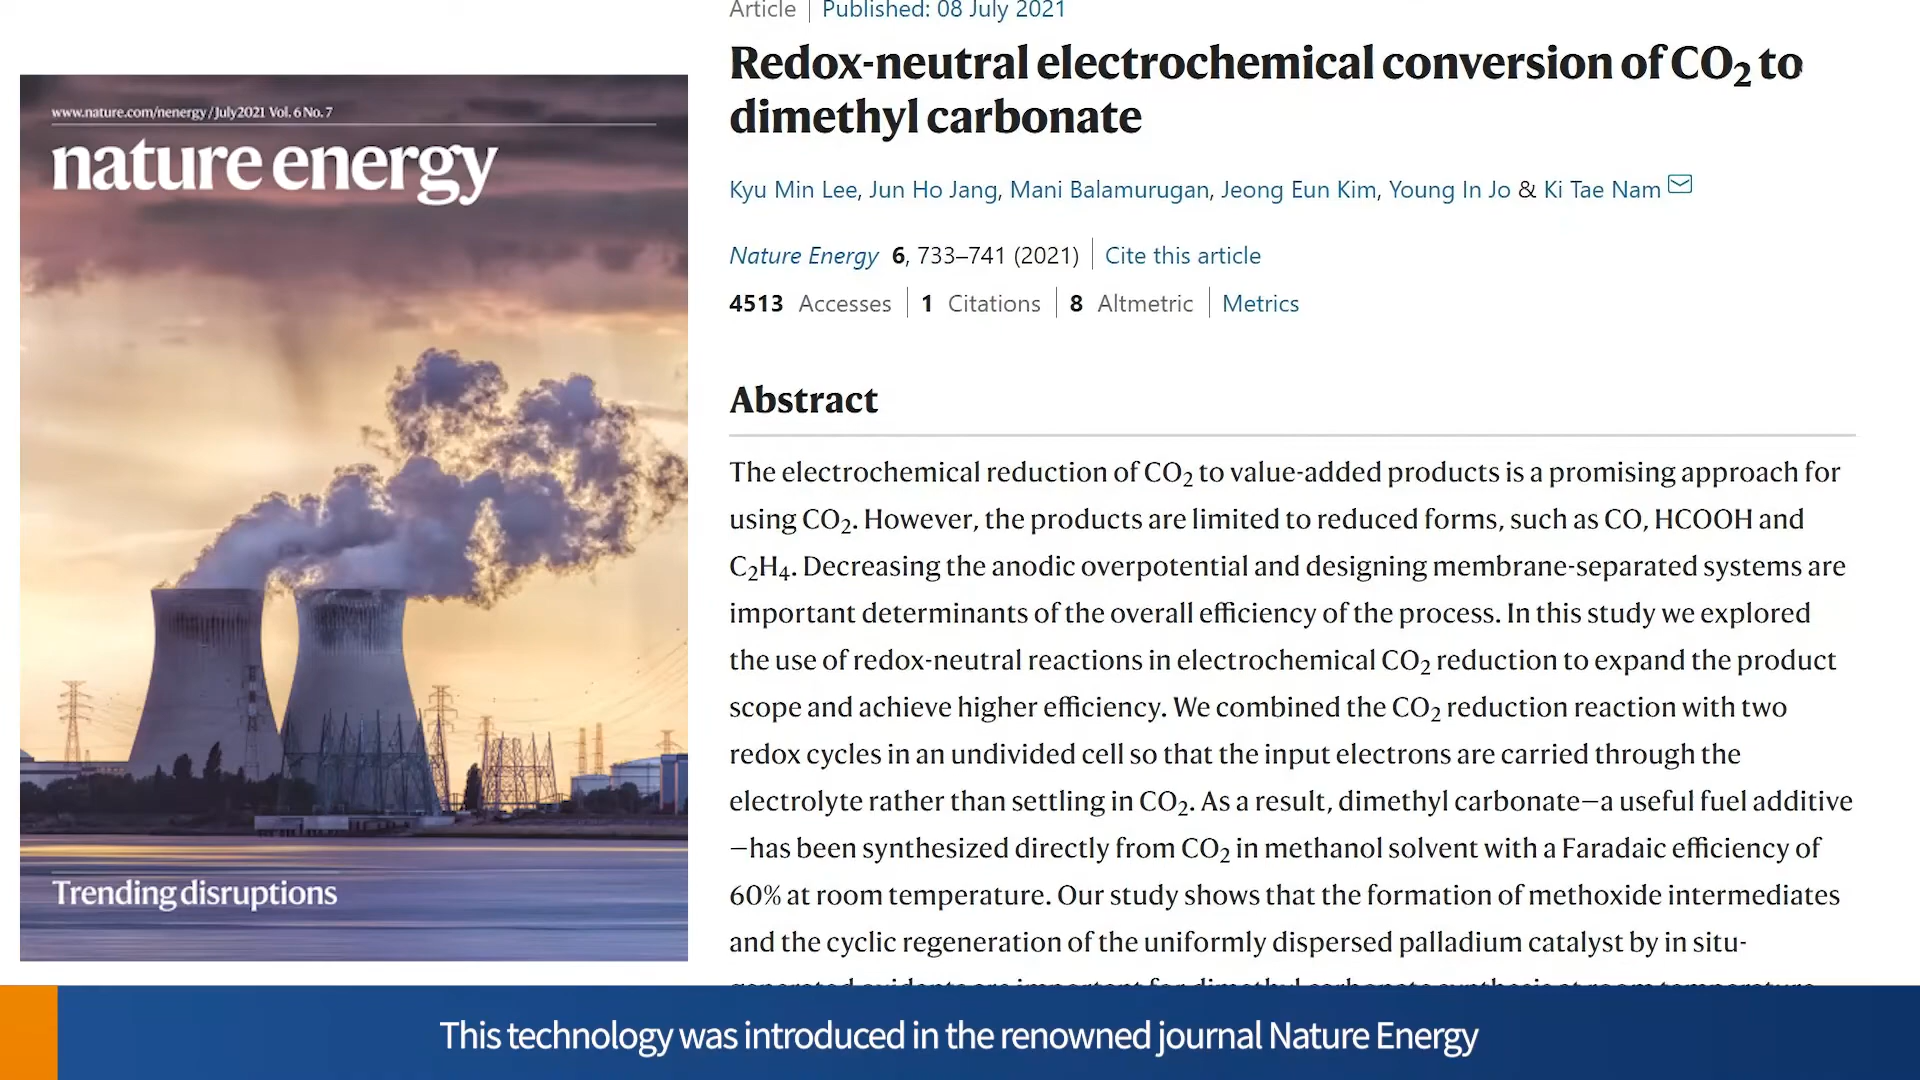 www.nature.com/nenergy / July 2021 Vol. 6 No. 7
nature energy
Trending disruptions
Article | Published: 08 July 2021
Redox-neutral electrochemical conversion of CO₂ to
dimethyl carbonate
Kyu Min Lee, Jun Ho Jang, Mani Balamurugan, Jeong Eun Kim, Young In Jo & Ki Tae Nam
Nature Energy 6, 733–741 (2021) | Cite this article
4513 Accesses | 1 Citations | 8 Altmetric | Metrics
Abstract
The electrochemical reduction of CO₂ to value-added products is a promising approach for
using CO₂. However, the products are limited to reduced forms, such as CO, HCOOH and
C₂H₄. Decreasing the anodic overpotential and designing membrane-separated systems are
important determinants of the overall efficiency of the process. In this study we explored
the use of redox-neutral reactions in electrochemical CO₂ reduction to expand the product
scope and achieve higher efficiency. We combined the CO₂ reduction reaction with two
redox cycles in an undivided cell so that the input electrons are carried through the
electrolyte rather than settling in CO₂. As a result, dimethyl carbonate—a useful fuel additive
—has been synthesized directly from CO₂ in methanol solvent with a Faradaic efficiency of
60% at room temperature. Our study shows that the formation of methoxide intermediates
and the cyclic regeneration of the uniformly dispersed palladium catalyst by in situ-
This technology was introduced in the renowned journal Nature Energy